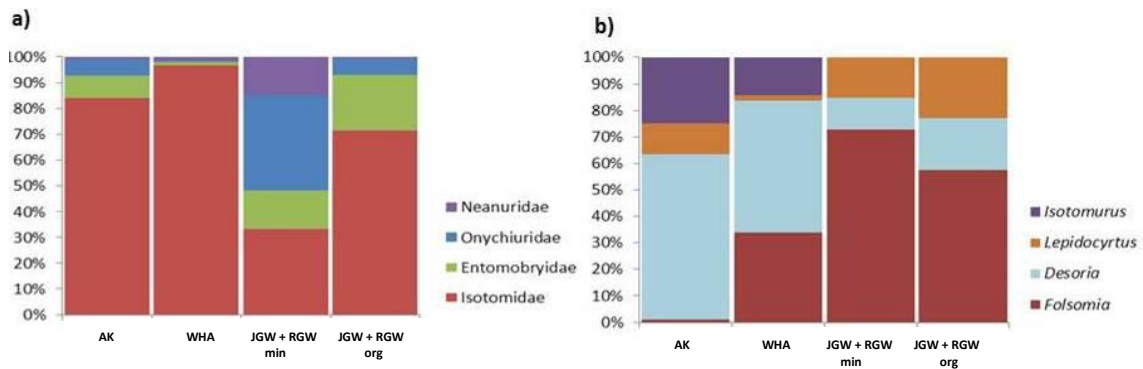 a)
100%
90%
80%
70%
60%
50%
40%
30%
20%
10%
0%
AK WHA JGW + RGW JGW + RGW
min org
Neanuridae
Onychiuridae
Entomobryidae
Isotomidae
b)
100%
90%
80%
70%
60%
50%
40%
30%
20%
10%
0%
AK WHA JGW + RGW JGW + RGW
min org
Isotomurus
Lepidocyrtus
Desoria
Folsomia